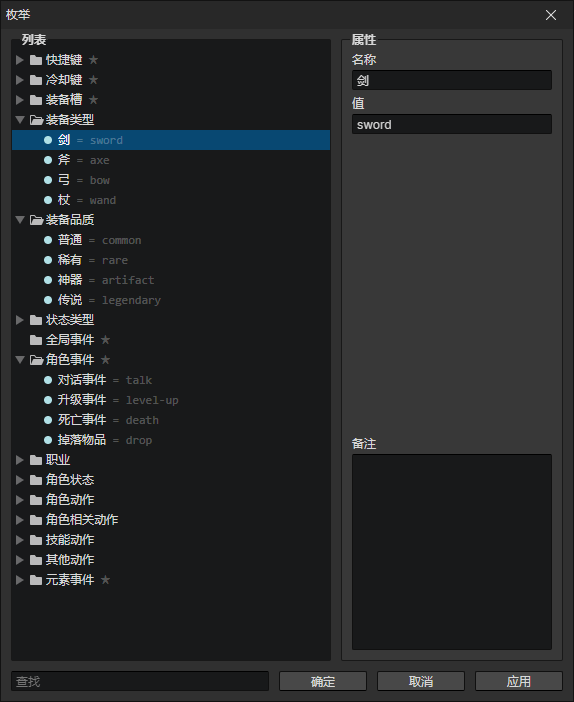 枚举
列表
快捷键 ★
冷却键 ★
装备槽 ★
装备类型
剑 = sword
斧 = axe
弓 = bow
杖 = wand
装备品质
普通 = common
稀有 = rare
神器 = artifact
传说 = legendary
状态类型
全局事件 ★
角色事件 ★
对话事件 = talk
升级事件 = level-up
死亡事件 = death
掉落物品 = drop
职业
角色状态
角色动作
角色相关动作
技能动作
其他动作
元素事件 ★
查找
属性
名称
剑
值
sword
备注
确定
取消
应用